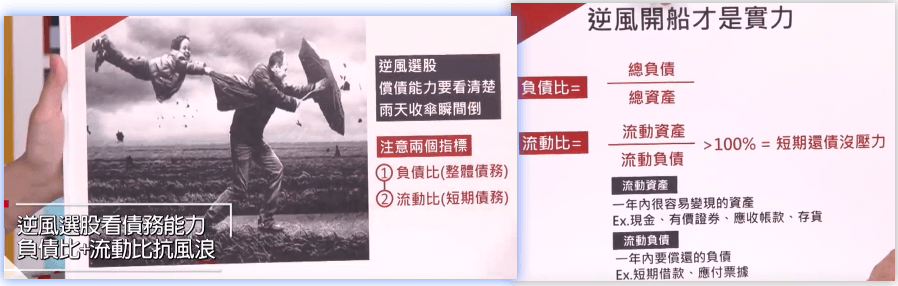 逆風選股
償債能力要看清楚
雨天收傘瞬間倒
注意兩個指標
① 負債比(整體債務)
② 流動比(短期債務)
逆風選股看債務能力
負債比+流動比抗風浪
逆風開船才是實力
負債比= 總負債
總資產
流動比= 流動資產
流動負債
>100% = 短期還債沒壓力
流動資產
一年內很容易變現的資產
Ex.現金、有價證券、應收帳款、存貨
流動負債
一年內要償還的負債
Ex.短期借款、應付票據